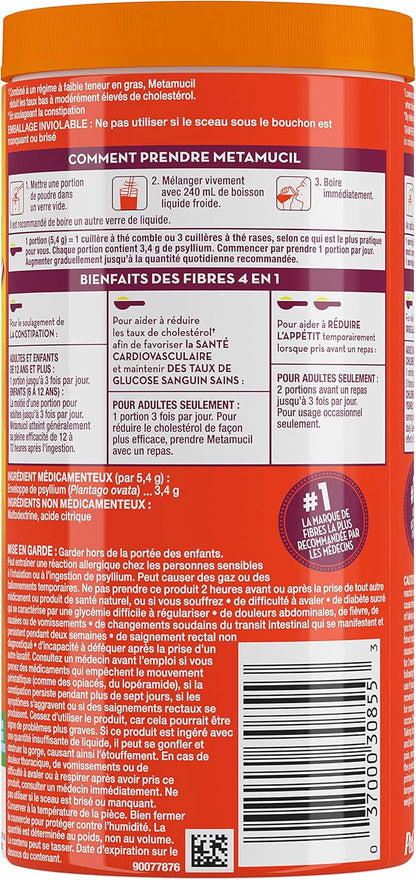 †Combiné à un régime à faible teneur en gras, Metamucil
réduit les taux bas à modérément élevés de cholestérol.
*En soulageant la constipation
EMBALLAGE INVIOLABLE : Ne pas utiliser si le sceau sous le bouchon est
manquant ou brisé
COMMENT PRENDRE METAMUCIL
1. Mettre une portion
de poudre dans
un verre vide.
2. Mélanger vivement
avec 240 mL de boisson
liquide froide.
3. Boire
immédiatement.
Il est recommandé de boire un autre verre de liquide.
1 portion (5,4 g) = 1 cuillère à thé comble ou 3 cuillères à thé rases, selon ce qui est le plus pratique
pour vous. Chaque portion contient 3,4 g de psyllium. Commencer par prendre 1 portion par jour.
Augmenter graduellement jusqu'à la quantité quotidienne recommandée.
BIENFAITS DES FIBRES 4 EN 1
Pour le soulagement de
LA CONSTIPATION :
ADULTES ET ENFANTS
DE 12 ANS ET PLUS :
1 portion jusqu'à 3 fois par jour.
ENFANTS (6 À 12 ANS) :
La moitié d'une portion pour
adultes jusqu'à 3 fois par jour.
Metamucil atteint généralement
sa pleine efficacité de 12 à
72 heures après l'ingestion.
Pour aider à réduire
les taux de cholestérol†
afin de favoriser la SANTÉ
CARDIOVASCULAIRE
et maintenir DES TAUX DE
GLUCOSE SANGUIN SAINS :
POUR ADULTES SEULEMENT :
1 portion 3 fois par jour. Pour
réduire le cholestérol de façon
plus efficace, prendre Metamucil
avec un repas.
Pour aider à RÉDUIRE
L'APPÉTIT temporairement
lorsque pris avant un repas :
POUR ADULTES SEULEMENT :
2 portions avant un repas
jusqu'à 3 fois par jour.
Pour usage occasionnel
seulement.
INGRÉDIENT MÉDICAMENTEUX (par 5,4 g) :
Enveloppe de psyllium (Plantago ovata) ... 3,4 g
INGRÉDIENTS NON MÉDICAMENTEUX :
Maltodextrine, acide citrique
#1
LA MARQUE DE
FIBRES LA PLUS
RECOMMANDÉE PAR
LES MÉDECINS
MISE EN GARDE : Garder hors de la portée des enfants.
Peut entraîner une réaction allergique chez les personnes sensibles
à l'inhalation ou à l'ingestion de psyllium. Peut causer des gaz ou des
ballonnements temporaires. Ne pas prendre ce produit 2 heures avant ou après la prise de tout autre
médicament ou produit de santé naturel, ou si vous souffrez • de difficulté à avaler • de diabète sucré
ou se caractérise par une glycémie difficile à régulariser • de douleurs abdominales, de fièvre, de
nausées ou de vomissements • de changements soudains du transit intestinal qui se manifestent et
persistent pendant deux semaines • de saignement rectal non
diagnostiqué • d'incapacité à déféquer après la prise d'un
autre laxatif. Consultez un médecin avant l'emploi si vous
prenez des médicaments qui empêchent le mouvement
péristaltique (comme des opiacés, du lopéramide), si la
constipation persiste pendant plus de sept jours, si les
symptômes s'aggravent ou si des saignements rectaux se
produisent. Cessez d'utiliser le produit, car cela pourrait être
signe de problèmes plus graves. Si ce produit est ingéré avec
une quantité insuffisante de liquide, il peut se gonfler et
obstruer la gorge, causant ainsi l'étouffement. En cas de
douleur thoracique, de vomissements ou de
difficulté à avaler ou à respirer après avoir pris ce
produit, consulter un médecin immédiatement. Ne
pas utiliser si le sceau est brisé ou manquant.
Conserver à la température de la pièce. Bien fermer
le couvercle pour protéger contre l'humidité. La
quantité est déterminée au poids, non au volume. Le
contenu peut se tasser. Date d'expiration sur le
dessous du contenant.
90077876
0 37000 30855 3